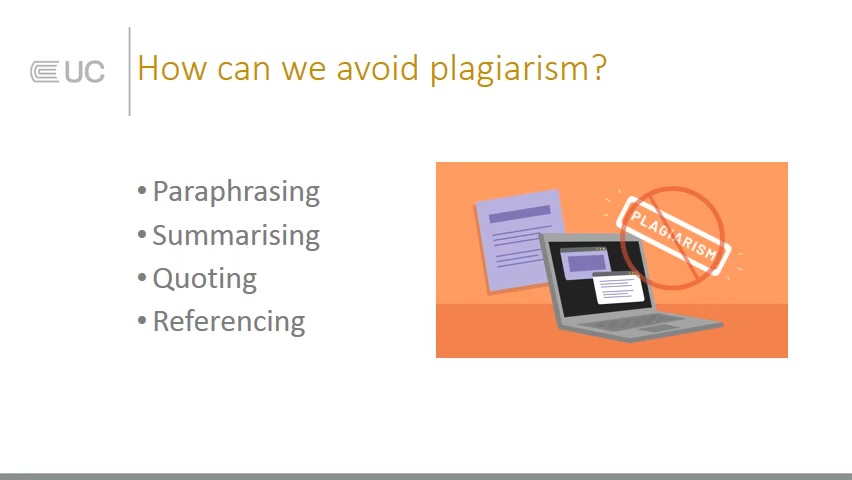 UC
How can we avoid plagiarism?
• Paraphrasing
• Summarising
• Quoting
• Referencing
PLAGIARISM